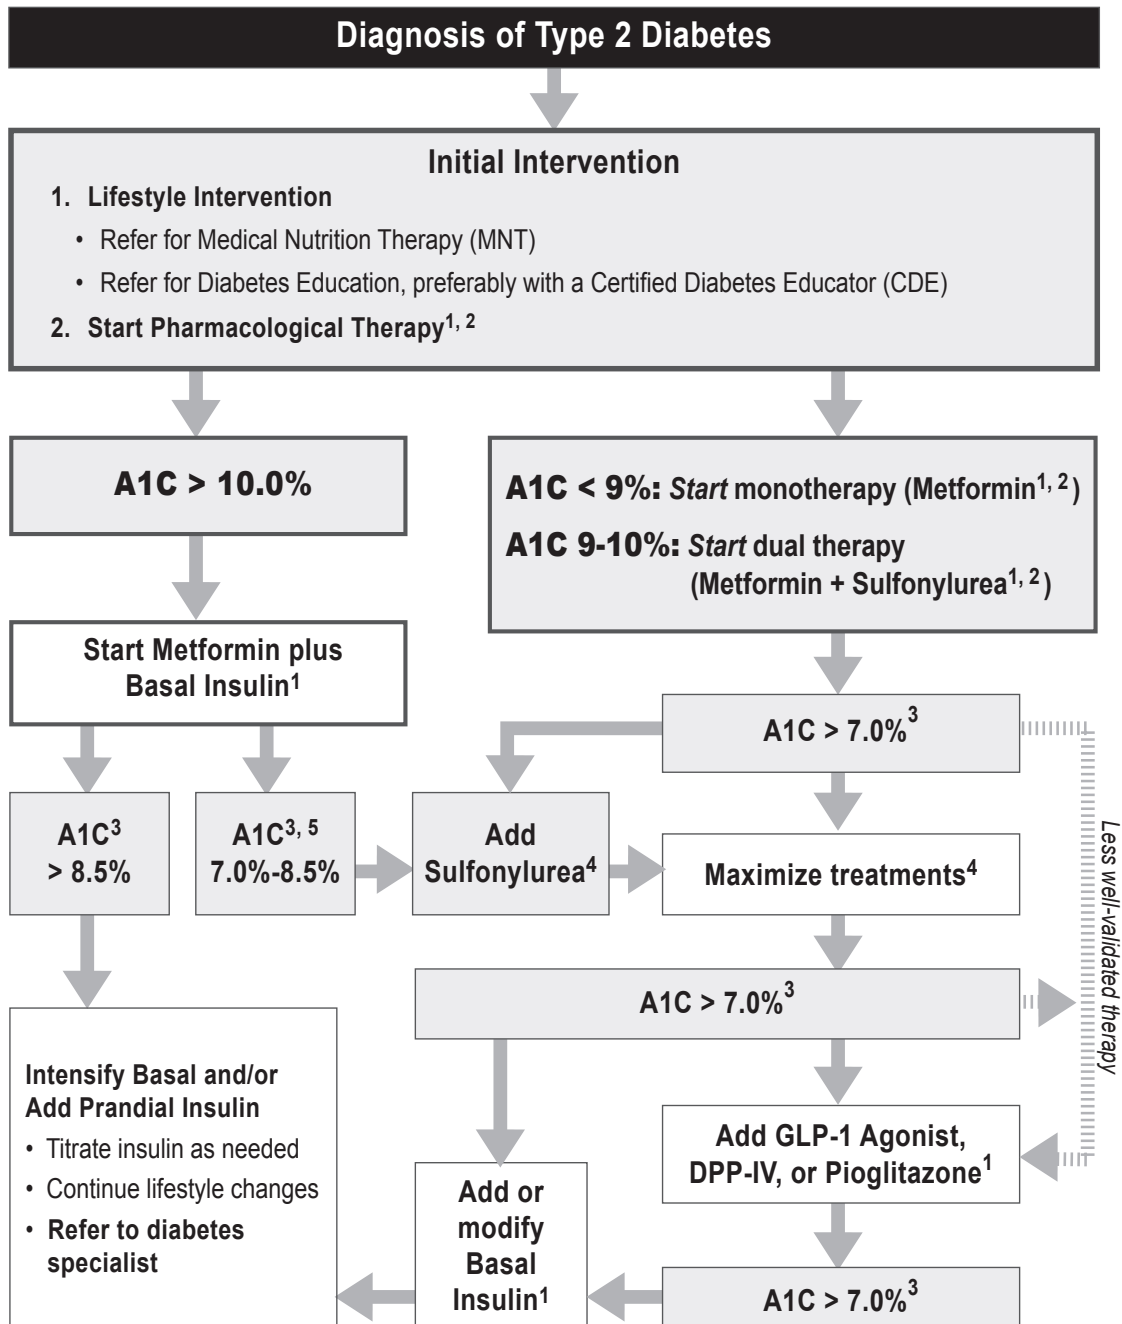 Diagnosis of Type 2 Diabetes
Initial Intervention
1. Lifestyle Intervention
• Refer for Medical Nutrition Therapy (MNT)
• Refer for Diabetes Education, preferably with a Certified Diabetes Educator (CDE)
2. Start Pharmacological Therapy1, 2
A1C > 10.0%
A1C < 9%: Start monotherapy (Metformin1, 2)
A1C 9-10%: Start dual therapy
(Metformin + Sulfonylurea1, 2)
Start Metformin plus
Basal Insulin1
A1C > 7.0%3
A1C3
> 8.5%
A1C3, 5
7.0%-8.5%
Add
Sulfonylurea4
Maximize treatments4
Less well-validated therapy
A1C > 7.0%3
Intensify Basal and/or
Add Prandial Insulin
• Titrate insulin as needed
• Continue lifestyle changes
• Refer to diabetes
specialist
Add GLP-1 Agonist,
DPP-IV, or Pioglitazone1
Add or
modify
Basal
Insulin1
A1C > 7.0%3